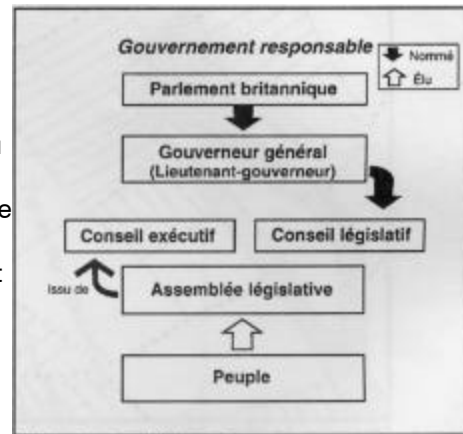 Gouvernement responsable
Nommé
Élu
Parlement britannique
Gouverneur général
(Lieutenant-gouverneur)
Conseil exécutif
Conseil législatif
Issu de
Assemblée législative
Peuple